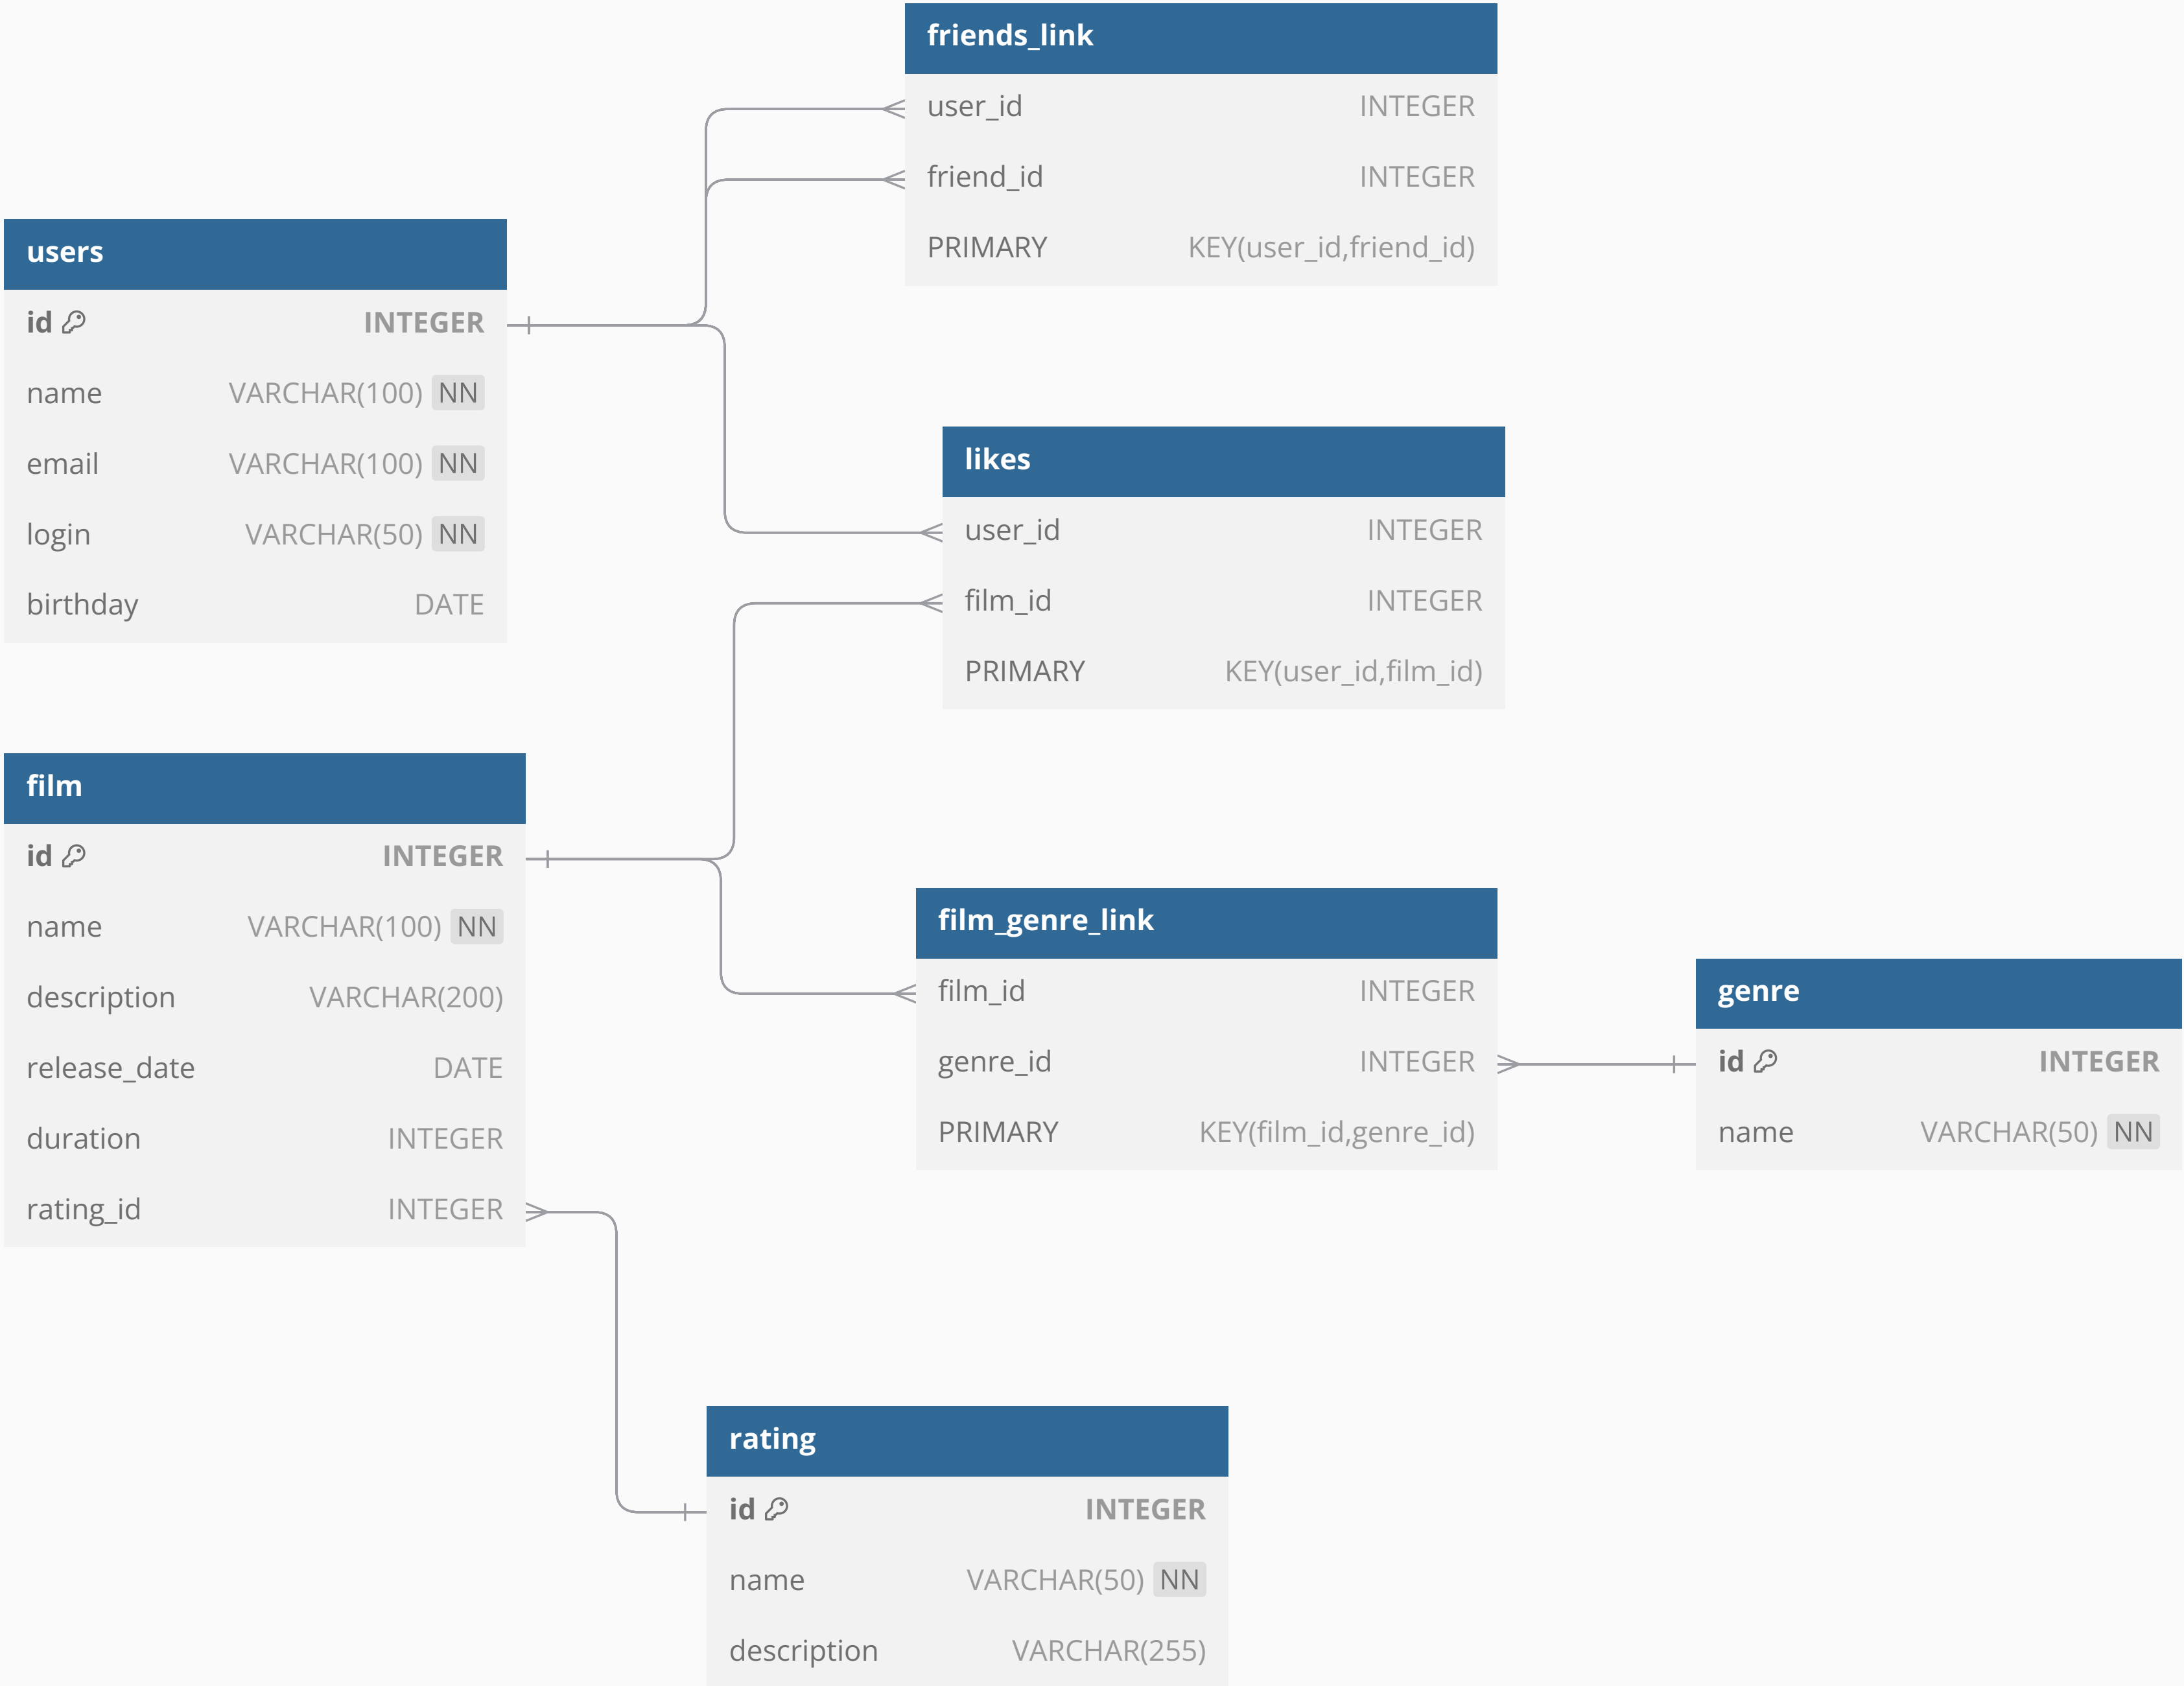 friends_link
user_id INTEGER
friend_id INTEGER
PRIMARY KEY(user_id,friend_id)
users
id INTEGER
name VARCHAR(100) NN
email VARCHAR(100) NN
login VARCHAR(50) NN
birthday DATE
likes
user_id INTEGER
film_id INTEGER
PRIMARY KEY(user_id,film_id)
film
id INTEGER
name VARCHAR(100) NN
description VARCHAR(200)
release_date DATE
duration INTEGER
rating_id INTEGER
film_genre_link
film_id INTEGER
genre_id INTEGER
PRIMARY KEY(film_id,genre_id)
genre
id INTEGER
name VARCHAR(50) NN
rating
id INTEGER
name VARCHAR(50) NN
description VARCHAR(255)